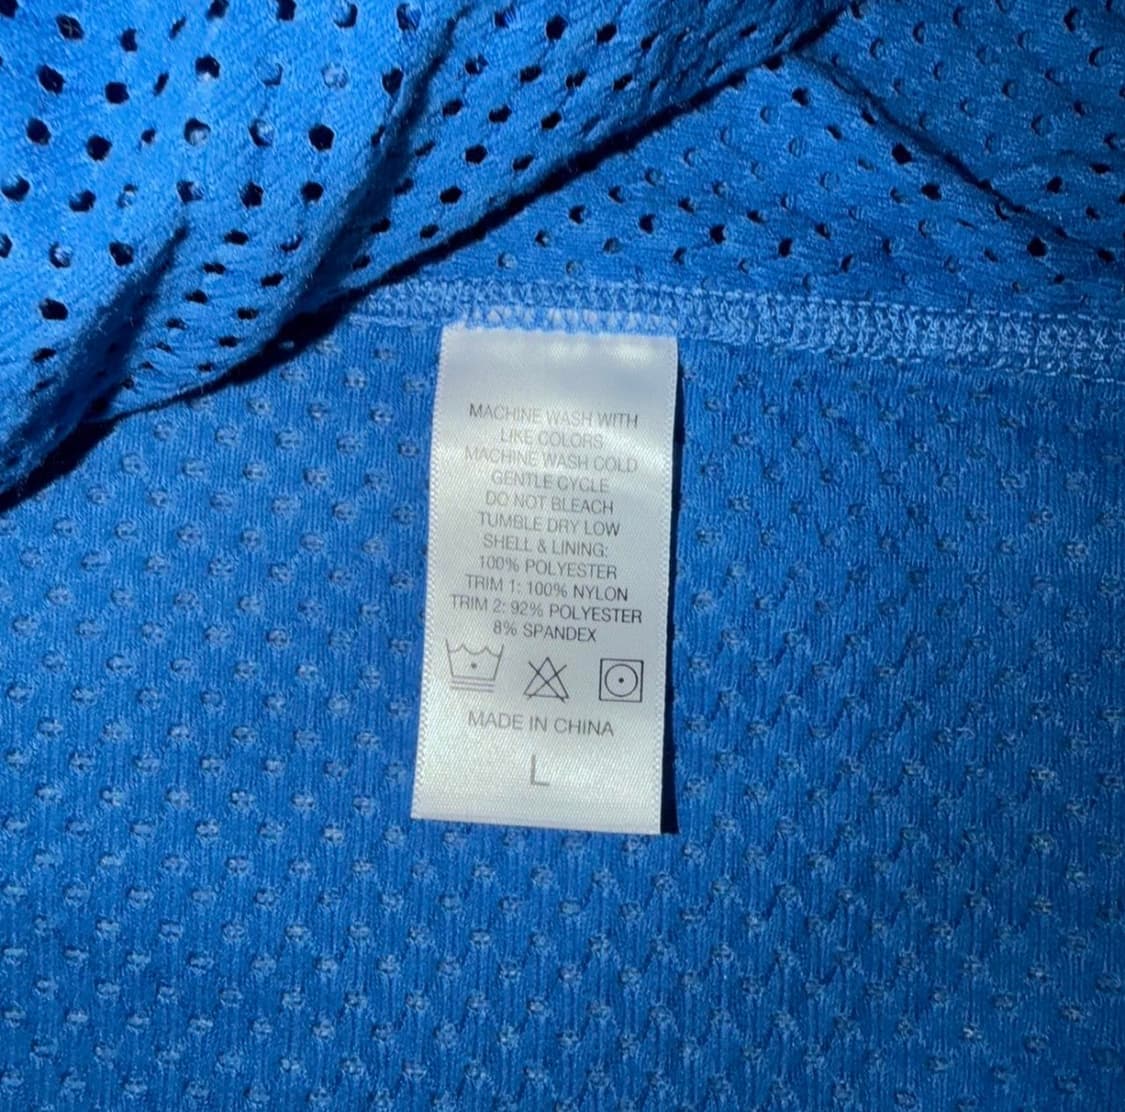 MACHINE WASH WITH
LIKE COLORS
MACHINE WASH COLD
GENTLE CYCLE
DO NOT BLEACH
TUMBLE DRY LOW
SHELL & LINING:
100% POLYESTER
TRIM 1: 100% NYLON
TRIM 2: 92% POLYESTER
8% SPANDEX
MADE IN CHINA
L